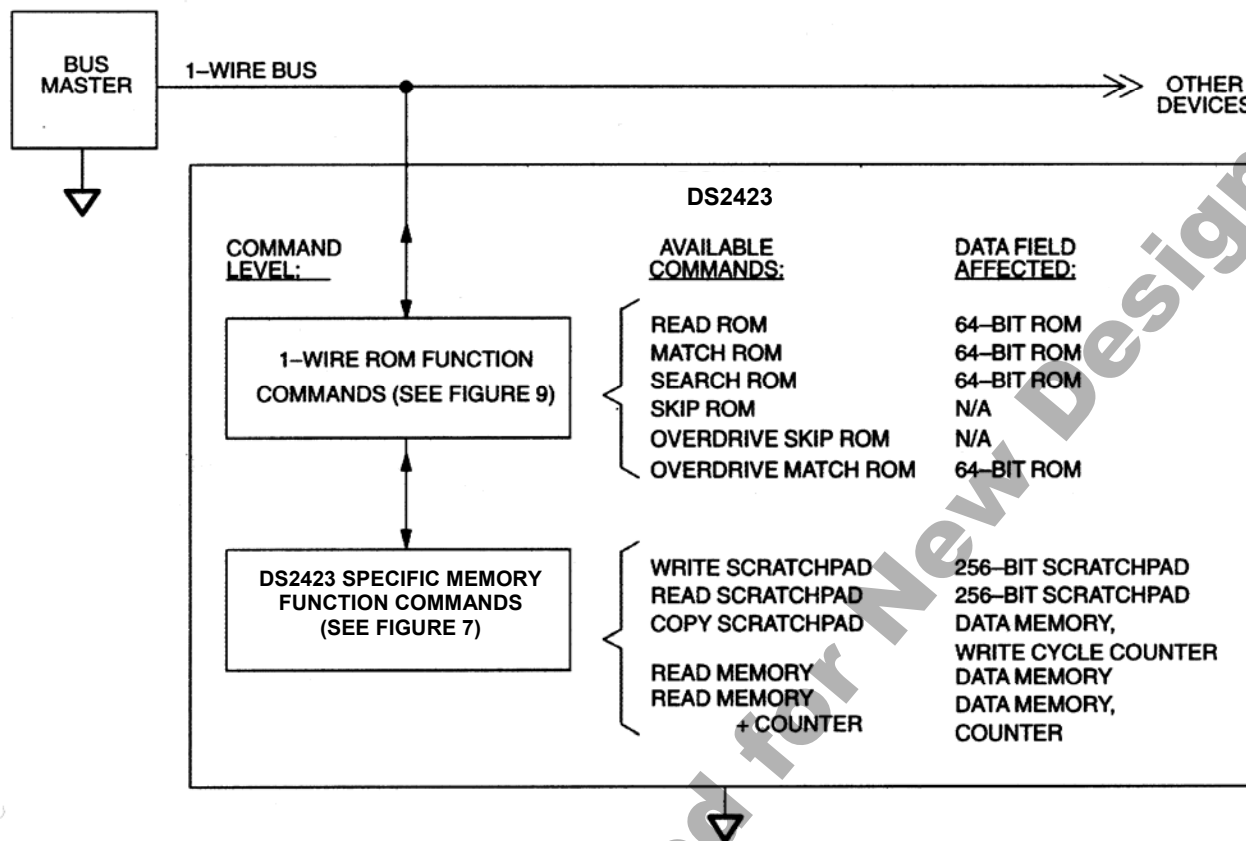 BUS
MASTER
1–WIRE BUS
OTHER
DEVICES
DS2423
COMMAND
LEVEL:
AVAILABLE
COMMANDS:
DATA FIELD
AFFECTED:
1–WIRE ROM FUNCTION
COMMANDS (SEE FIGURE 9)
READ ROM 64–BIT ROM
MATCH ROM 64–BIT ROM
SEARCH ROM 64–BIT ROM
SKIP ROM N/A
OVERDRIVE SKIP ROM N/A
OVERDRIVE MATCH ROM 64–BIT ROM
DS2423 SPECIFIC MEMORY
FUNCTION COMMANDS
(SEE FIGURE 7)
WRITE SCRATCHPAD 256–BIT SCRATCHPAD
READ SCRATCHPAD 256–BIT SCRATCHPAD
COPY SCRATCHPAD DATA MEMORY,
WRITE CYCLE COUNTER
READ MEMORY DATA MEMORY
READ MEMORY DATA MEMORY,
+ COUNTER COUNTER
d for New Design